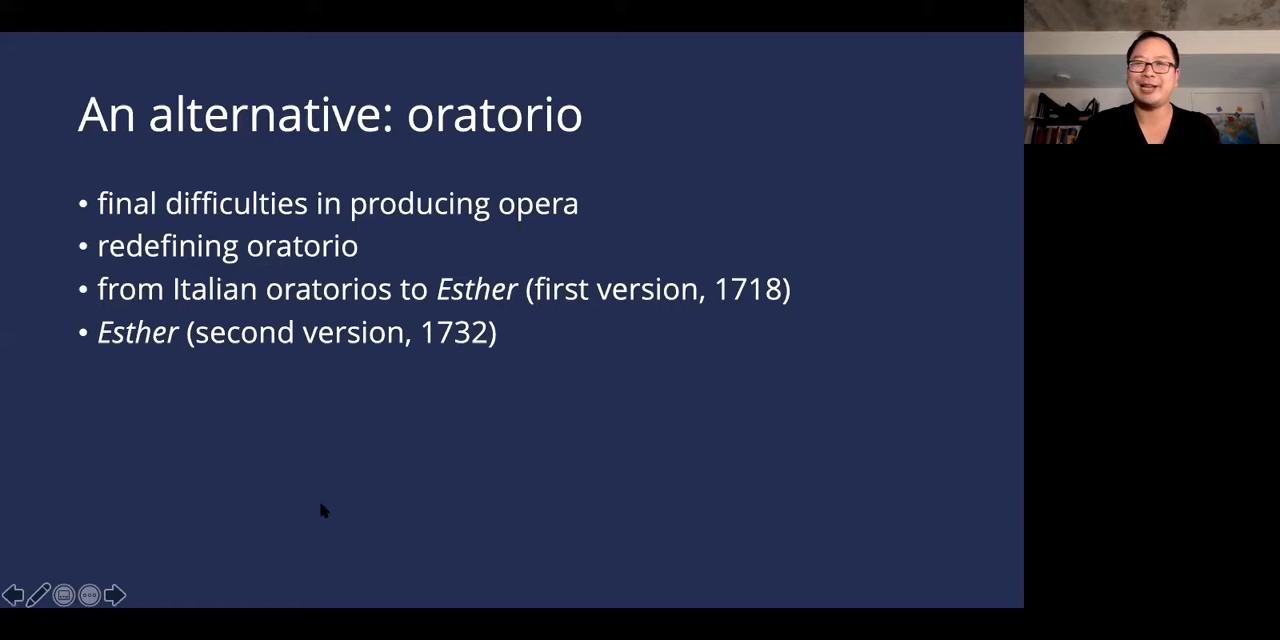 An alternative: oratorio
• final difficulties in producing opera
• redefining oratorio
• from Italian oratorios to Esther (first version, 1718)
• Esther (second version, 1732)